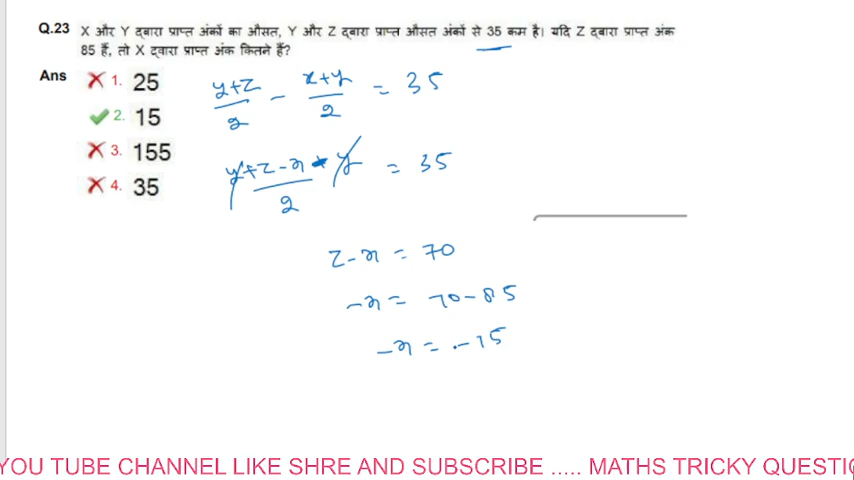 Q.23 X और Y द्वारा प्राप्त अंकों का औसत, Y और Z द्वारा प्राप्त औसत अंकों से 35 कम है। यदि Z द्वारा प्राप्त अंक
85 हैं, तो X द्वारा प्राप्त अंक कितने हैं?
Ans 1. 25
2. 15
3. 155
4. 35
y+z/2 - x+y/2 = 35
y+z-x-y/2 = 35
z-x = 70
-x = 70-85
-x = -15
YOU TUBE CHANNEL LIKE SHRE AND SUBSCRIBE ..... MATHS TRICKY QUESTIO